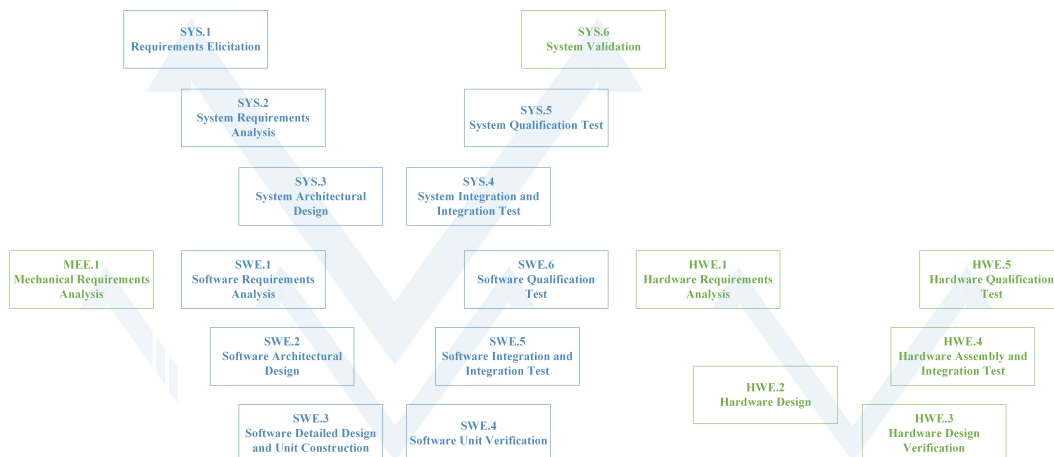 SYS.1
Requirements Elicitation
SYS.6
System Validation
SYS.2
System Requirements
Analysis
SYS.5
System Qualification Test
SYS.3
System Architectural
Design
SYS.4
System Integration and
Integration Test
MEE.1
Mechanical Requirements
Analysis
SWE.1
Software Requirements
Analysis
SWE.6
Software Qualification
Test
HWE.1
Hardware Requirements
Analysis
HWE.5
Hardware Qualification
Test
SWE.2
Software Architectural
Design
SWE.5
Software Integration and
Integration Test
HWE.2
Hardware Design
HWE.4
Hardware Assembly and
Integration Test
SWE.3
Software Detailed Design
and Unit Construction
SWE.4
Software Unit Verification
HWE.3
Hardware Design
Verification